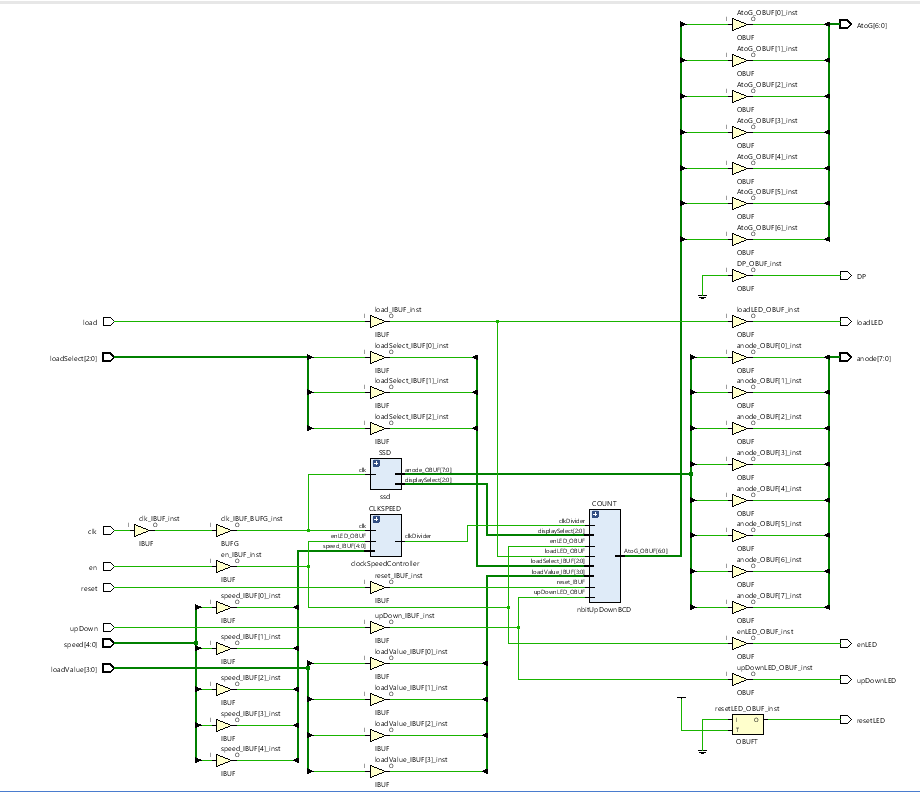 AtoG_OBUF[0]_inst
I O
OBUF
AtoG[6:0]
AtoG_OBUF[1]_inst
I O
OBUF
AtoG_OBUF[2]_inst
I O
OBUF
AtoG_OBUF[3]_inst
I O
OBUF
AtoG_OBUF[4]_inst
I O
OBUF
AtoG_OBUF[5]_inst
I O
OBUF
AtoG_OBUF[6]_inst
I O
OBUF
DP_OBUF_inst
I O
OBUF
DP
load
load_IBUF_inst
I O
IBUF
loadLED_OBUF_inst
I O
OBUF
loadLED
loadSelect[2:0]
loadSelect_IBUF[0]_inst
I O
IBUF
anode_OBUF[0]_inst
I O
OBUF
anode[7:0]
loadSelect_IBUF[1]_inst
I O
IBUF
anode_OBUF[1]_inst
I O
OBUF
loadSelect_IBUF[2]_inst
I O
IBUF
anode_OBUF[2]_inst
I O
OBUF
SSD
clk
anode_OBUF[7:0]
displaySelect[2:0]
ssd
anode_OBUF[3]_inst
I O
OBUF
anode_OBUF[4]_inst
I O
OBUF
CLKSPEED
clk
enLED_OBUF
speed_IBUF[4:0]
clkDivider
clockSpeedController
COUNT
clkDivider
displaySelect[2:0]
enLED_OBUF
loadLED_OBUF
loadSelect_IBUF[2:0]
loadValue_IBUF[3:0]
reset_IBUF
upDownLED_OBUF
AtoG_OBUF[6:0]
nbitUpDownBCD
anode_OBUF[5]_inst
I O
OBUF
anode_OBUF[6]_inst
I O
OBUF
anode_OBUF[7]_inst
I O
OBUF
clk
clk_IBUF_inst
I O
IBUF
clk_IBUF_BUFG_inst
I O
BUFG
en
en_IBUF_inst
I O
IBUF
reset
reset_IBUF_inst
I O
IBUF
speed_IBUF[0]_inst
I O
IBUF
upDown
upDown_IBUF_inst
I O
IBUF
speed[4:0]
speed_IBUF[1]_inst
I O
IBUF
enLED_OBUF_inst
I O
OBUF
enLED
loadValue[3:0]
loadValue_IBUF[0]_inst
I O
IBUF
upDownLED_OBUF_inst
I O
OBUF
upDownLED
speed_IBUF[2]_inst
I O
IBUF
loadValue_IBUF[1]_inst
I O
IBUF
speed_IBUF[3]_inst
I O
IBUF
loadValue_IBUF[2]_inst
I O
IBUF
resetLED_OBUF_inst
I O
T
OBUFT
resetLED
speed_IBUF[4]_inst
I O
IBUF
loadValue_IBUF[3]_inst
I O
IBUF